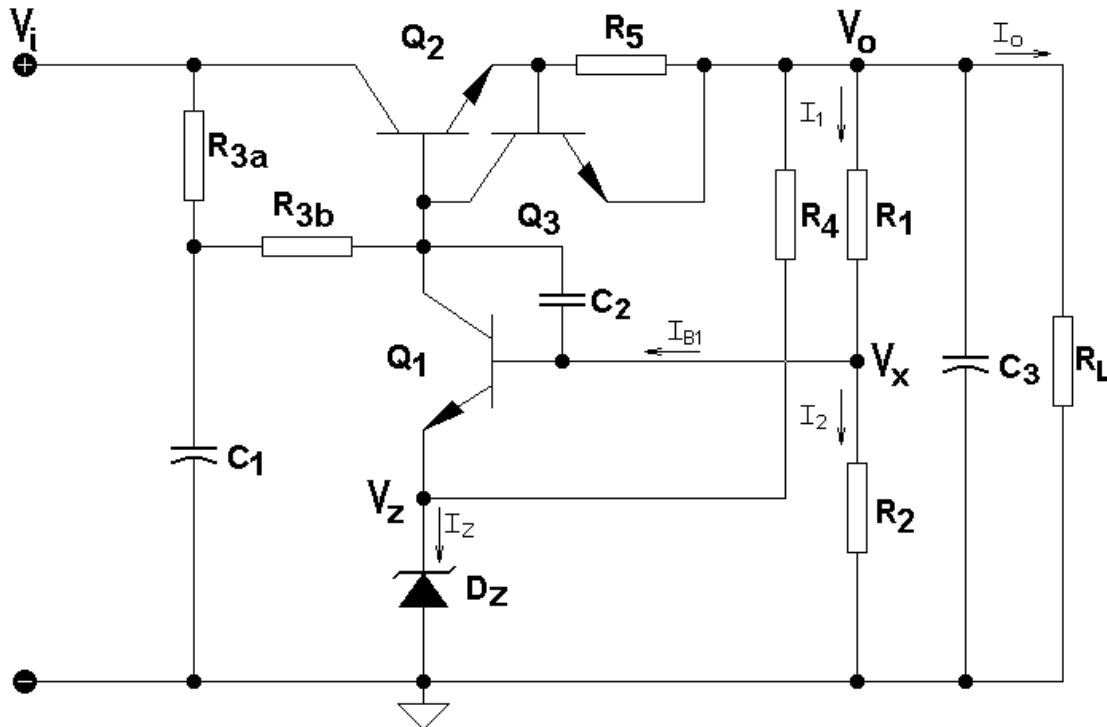 Vi
Q2
R5
Vo
Io
R3a
I1
R3b
Q3
R4
R1
C2
Q1
IB1
Vx
C3
RL
I2
C1
Vz
IZ
R2
DZ